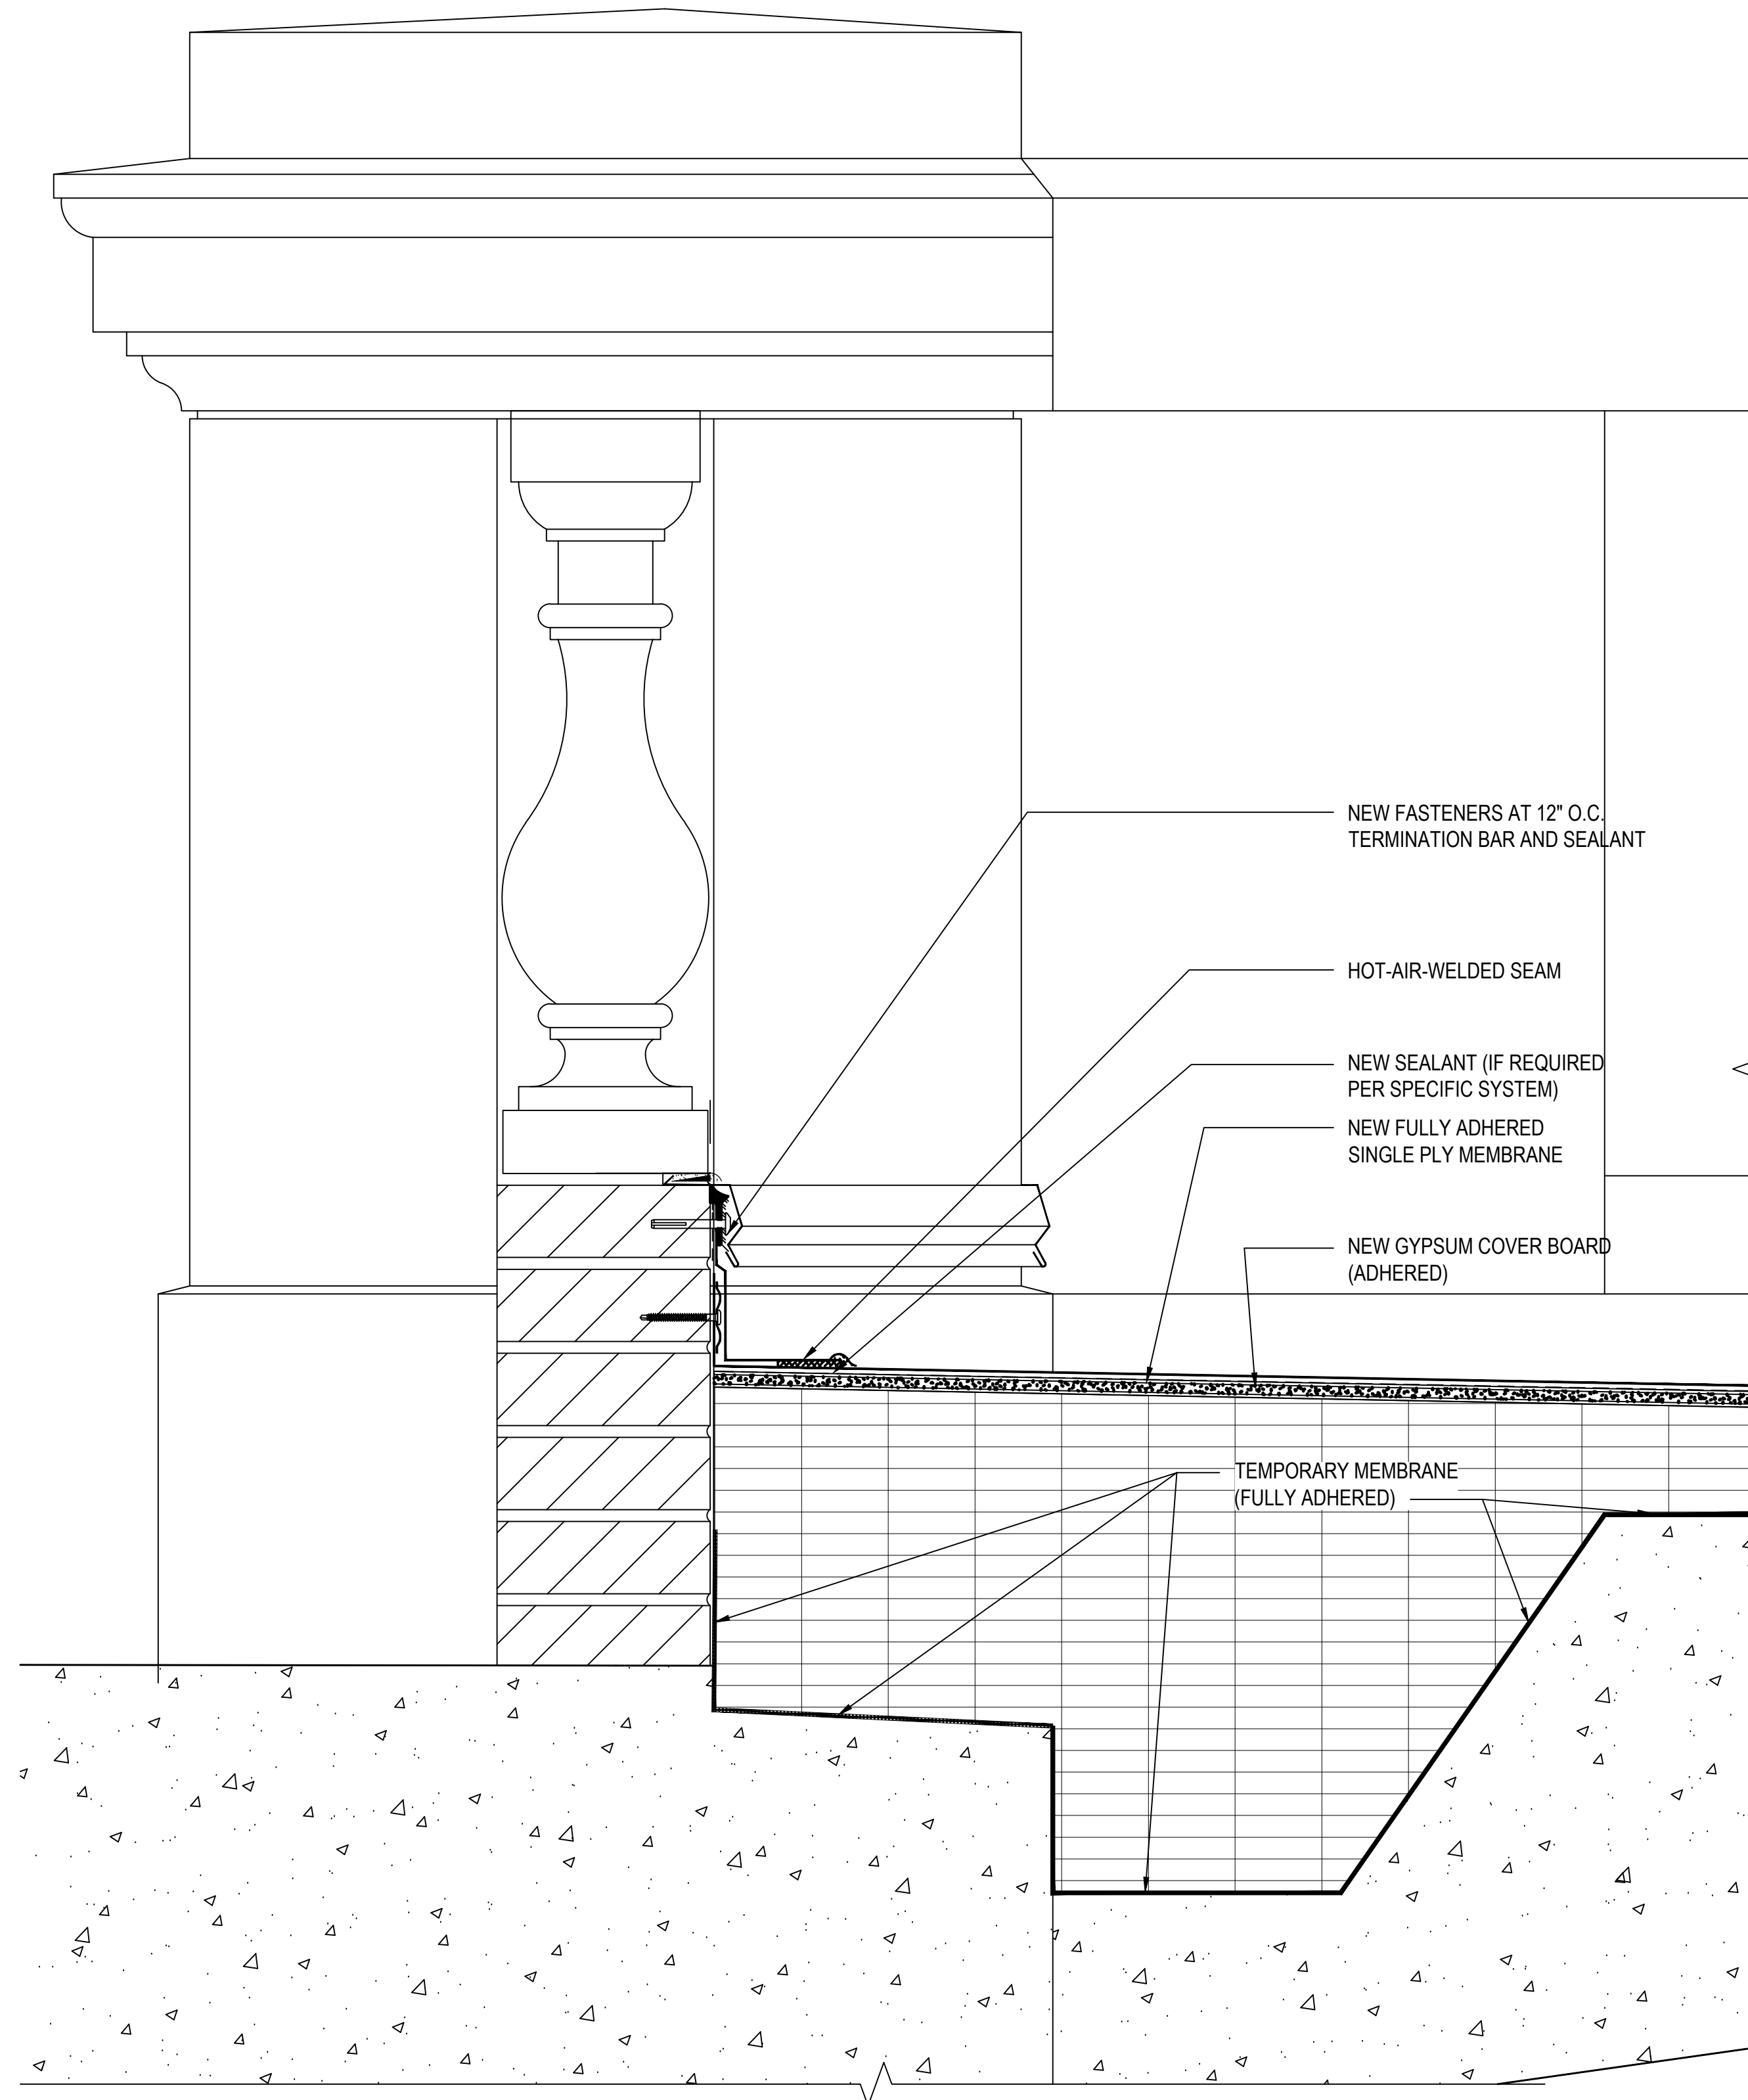 NEW FASTENERS AT 12" O.C.
TERMINATION BAR AND SEALANT
HOT-AIR-WELDED SEAM
NEW SEALANT (IF REQUIRED
PER SPECIFIC SYSTEM)
NEW FULLY ADHERED
SINGLE PLY MEMBRANE
NEW GYPSUM COVER BOARD
(ADHERED)
TEMPORARY MEMBRANE
(FULLY ADHERED)